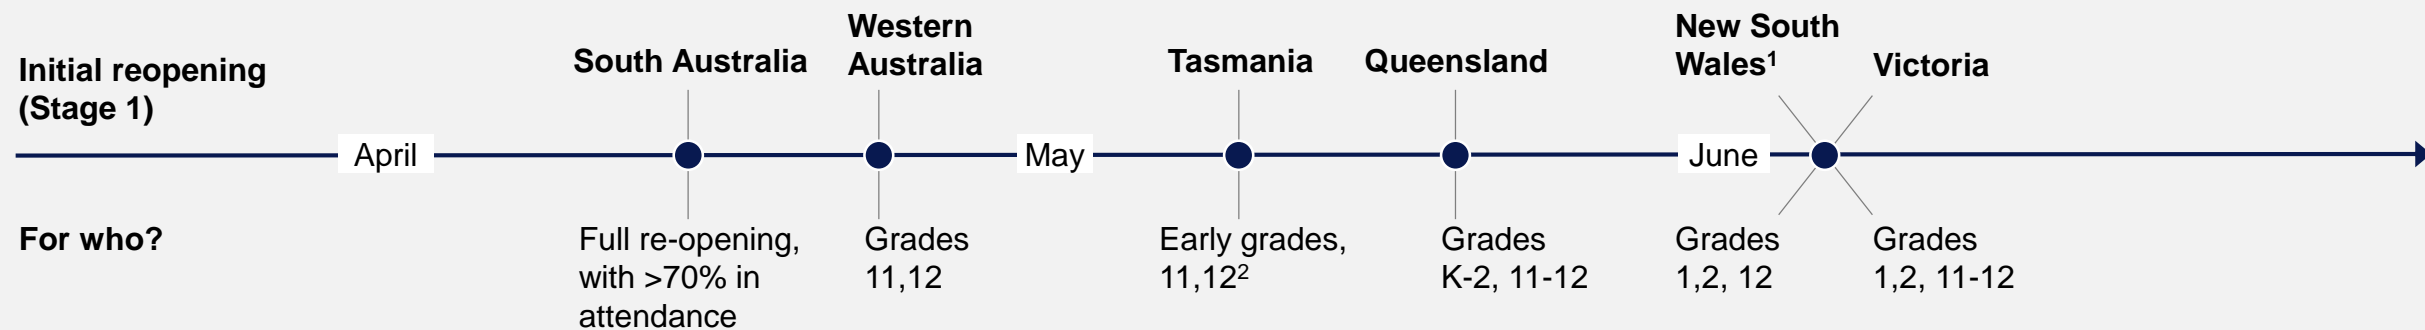 Initial reopening
(Stage 1)
South Australia
Western
Australia
Tasmania
Queensland
New South
Wales¹
Victoria
April
May
June
For who?
Full re-opening,
with >70% in
attendance
Grades
11,12
Early grades,
11,12²
Grades
K-2, 11-12
Grades
1,2, 12
Grades
1,2, 11-12